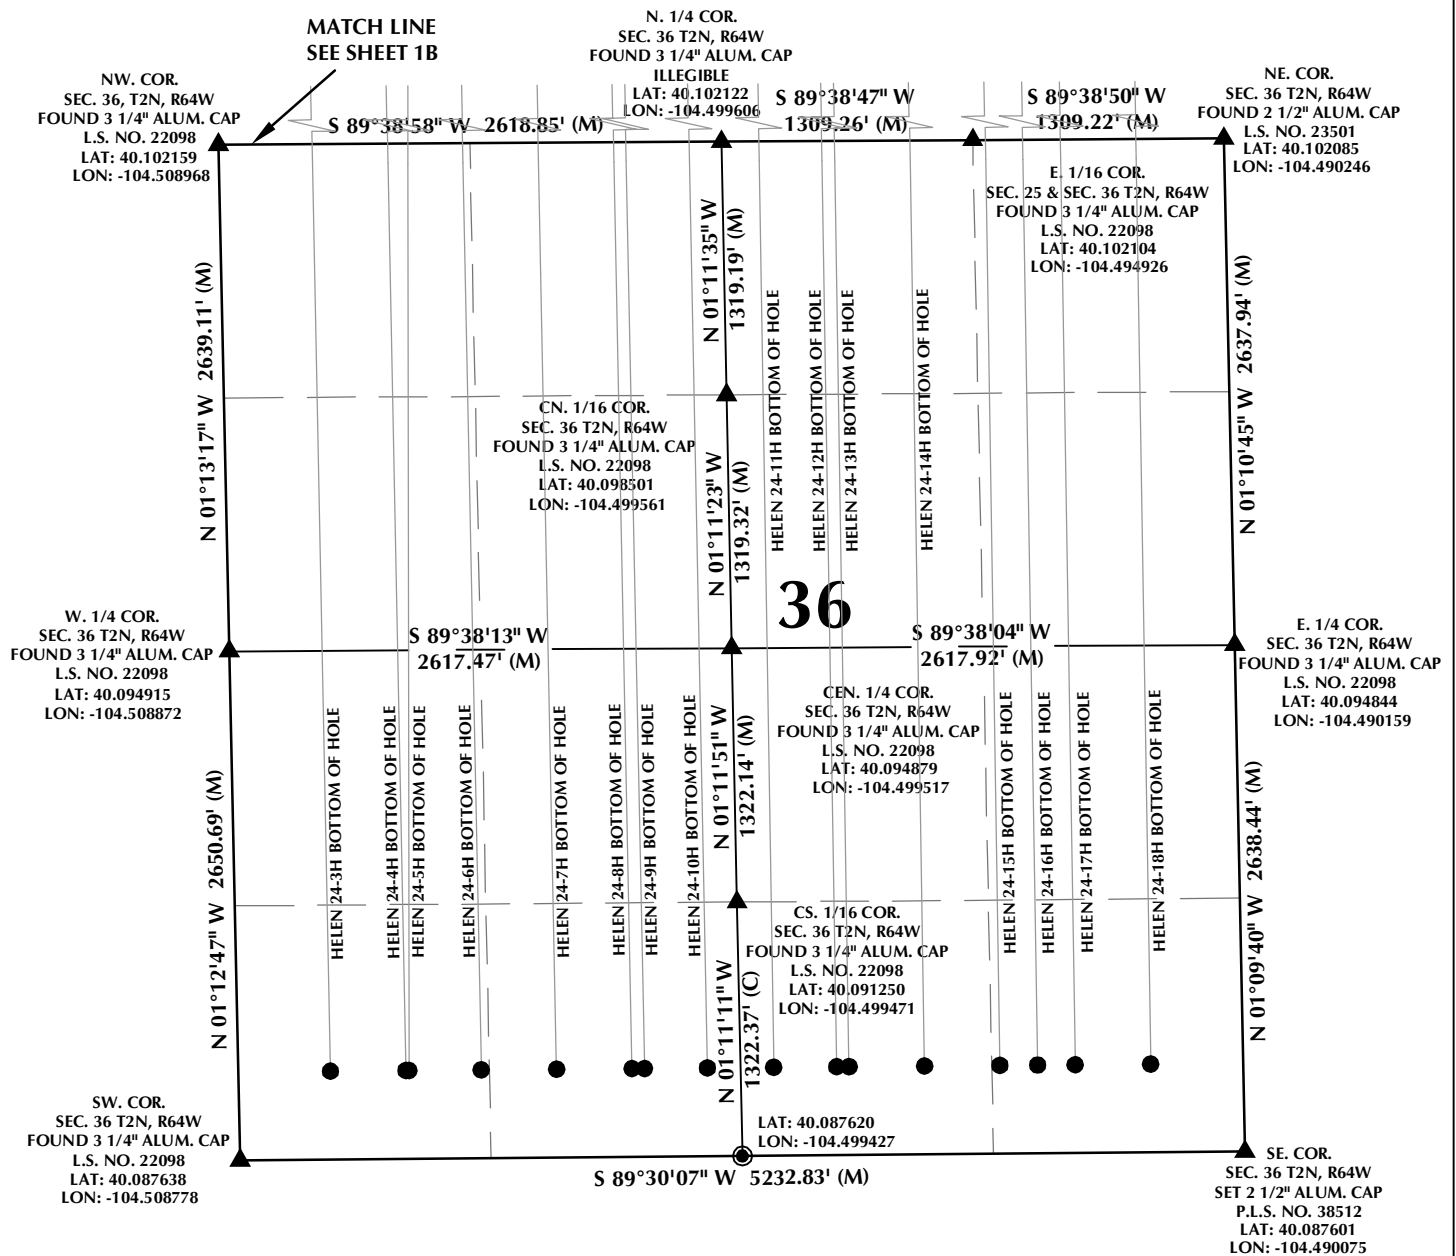 MATCH LINE
SEE SHEET 1B
N. 1/4 COR.
SEC. 36 T2N, R64W
FOUND 3 1/4" ALUM. CAP
ILLEGIBLE
LAT: 40.102122
LON: -104.499606
NW. COR.
SEC. 36, T2N, R64W
FOUND 3 1/4" ALUM. CAP
L.S. NO. 22098
LAT: 40.102159
LON: -104.508968
S 89°38'58" W 2618.85' (M)
S 89°38'47" W
1309.26' (M)
S 89°38'50" W
1309.22' (M)
NE. COR.
SEC. 36 T2N, R64W
FOUND 2 1/2" ALUM. CAP
L.S. NO. 23501
LAT: 40.102085
LON: -104.490246
E. 1/16 COR.
SEC. 25 & SEC. 36 T2N, R64W
FOUND 3 1/4" ALUM. CAP
L.S. NO. 22098
LAT: 40.102104
LON: -104.494926
N 01°13'17" W 2639.11' (M)
N 01°11'35" W
1319.19' (M)
N 01°10'45" W 2637.94' (M)
HELEN 24-11H BOTTOM OF HOLE
HELEN 24-12H BOTTOM OF HOLE
HELEN 24-13H BOTTOM OF HOLE
HELEN 24-14H BOTTOM OF HOLE
CN. 1/16 COR.
SEC. 36 T2N, R64W
FOUND 3 1/4" ALUM. CAP
L.S. NO. 22098
LAT: 40.098501
LON: -104.499561
N 01°11'23" W
1319.32' (M)
36
W. 1/4 COR.
SEC. 36 T2N, R64W
FOUND 3 1/4" ALUM. CAP
L.S. NO. 22098
LAT: 40.094915
LON: -104.508872
S 89°38'13" W
2617.47' (M)
S 89°38'04" W
2617.92' (M)
E. 1/4 COR.
SEC. 36 T2N, R64W
FOUND 3 1/4" ALUM. CAP
L.S. NO. 22098
LAT: 40.094844
LON: -104.490159
CEN. 1/4 COR.
SEC. 36 T2N, R64W
FOUND 3 1/4" ALUM. CAP
L.S. NO. 22098
LAT: 40.094879
LON: -104.499517
N 01°12'47" W 2650.69' (M)
HELEN 24-3H BOTTOM OF HOLE
HELEN 24-4H BOTTOM OF HOLE
HELEN 24-5H BOTTOM OF HOLE
HELEN 24-6H BOTTOM OF HOLE
HELEN 24-7H BOTTOM OF HOLE
HELEN 24-8H BOTTOM OF HOLE
HELEN 24-9H BOTTOM OF HOLE
HELEN 24-10H BOTTOM OF HOLE
N 01°11'51" W
1322.14' (M)
HELEN 24-15H BOTTOM OF HOLE
HELEN 24-16H BOTTOM OF HOLE
HELEN 24-17H BOTTOM OF HOLE
HELEN 24-18H BOTTOM OF HOLE
N 01°09'40" W 2638.44' (M)
CS. 1/16 COR.
SEC. 36 T2N, R64W
FOUND 3 1/4" ALUM. CAP
L.S. NO. 22098
LAT: 40.091250
LON: -104.499471
N 01°11'11" W
1322.37' (C)
SW. COR.
SEC. 36 T2N, R64W
FOUND 3 1/4" ALUM. CAP
L.S. NO. 22098
LAT: 40.087638
LON: -104.508778
LAT: 40.087620
LON: -104.499427
S 89°30'07" W 5232.83' (M)
SE. COR.
SEC. 36 T2N, R64W
SET 2 1/2" ALUM. CAP
P.L.S. NO. 38512
LAT: 40.087601
LON: -104.490075